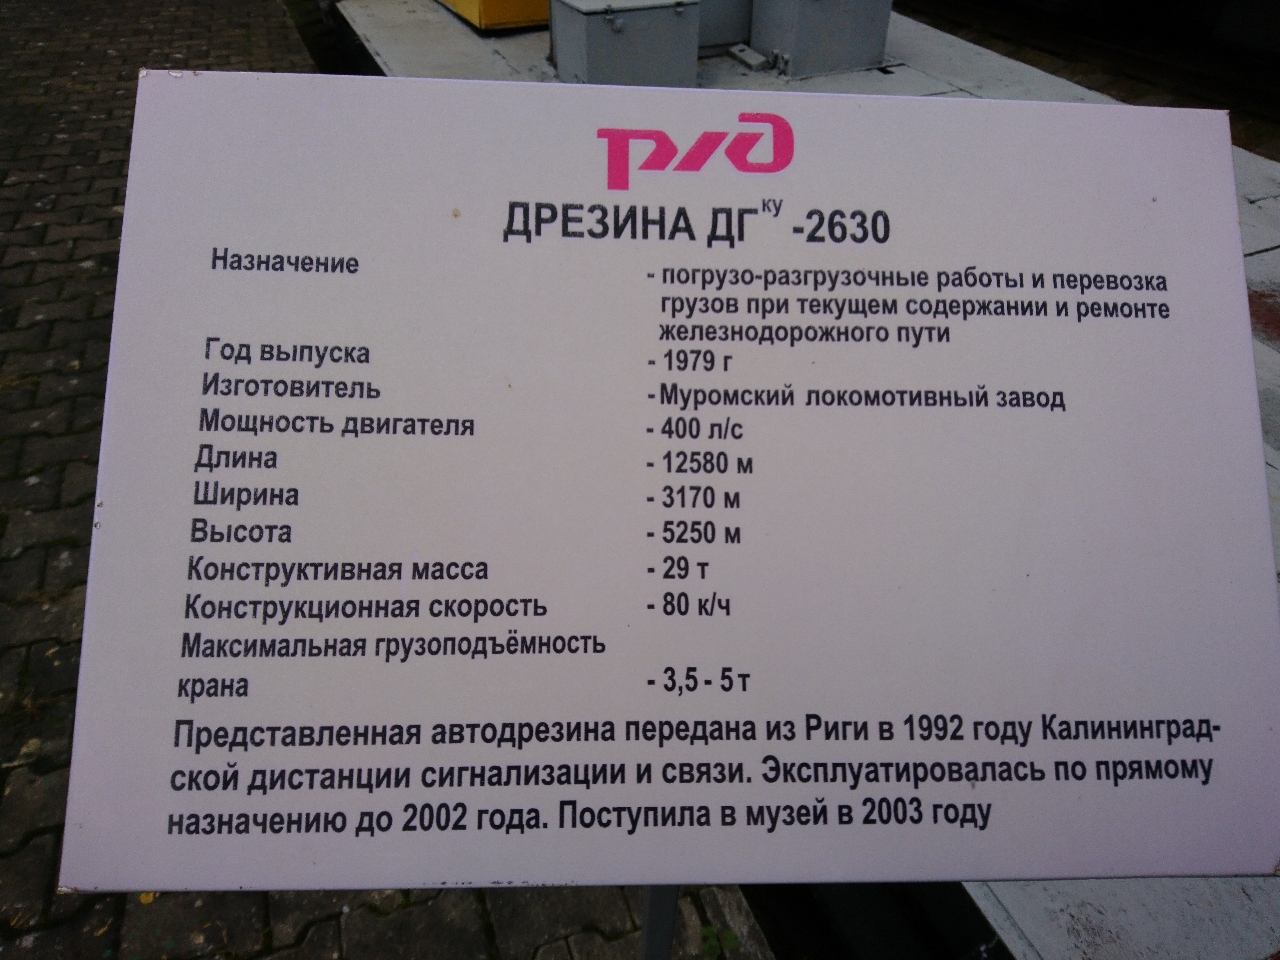 РЖД
ДРЕЗИНА ДГку -2630
Назначение - погрузо-разгрузочные работы и перевозка
грузов при текущем содержании и ремонте
железнодорожного пути
Год выпуска - 1979 г
Изготовитель - Муромский локомотивный завод
Мощность двигателя - 400 л/с
Длина - 12580 м
Ширина - 3170 м
Высота - 5250 м
Конструктивная масса - 29 т
Конструкционная скорость - 80 к/ч
Максимальная грузоподъёмность
крана - 3,5 - 5 т
Представленная автодрезина передана из Риги в 1992 году Калининград-
ской дистанции сигнализации и связи. Эксплуатировалась по прямому
назначению до 2002 года. Поступила в музей в 2003 году